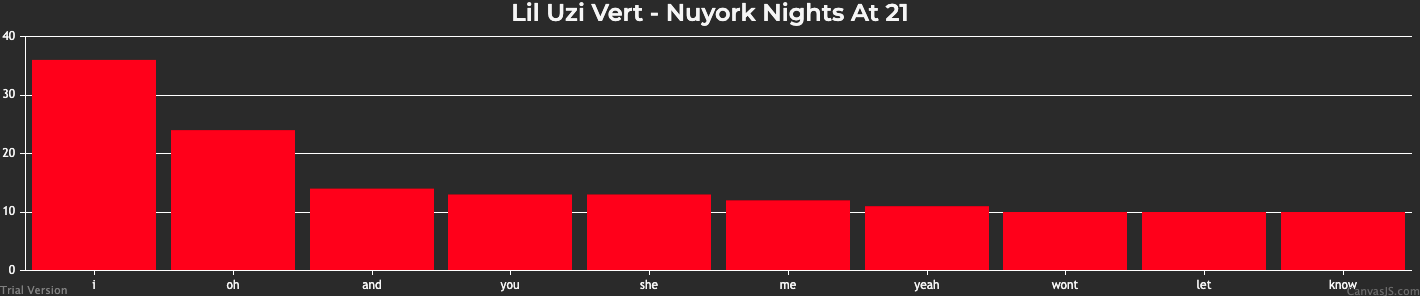 Lil Uzi Vert - Nuyork Nights At 21
40
30
20
10
0
i oh and you she me yeah wont let know
Trial Version
CanvasJS.com